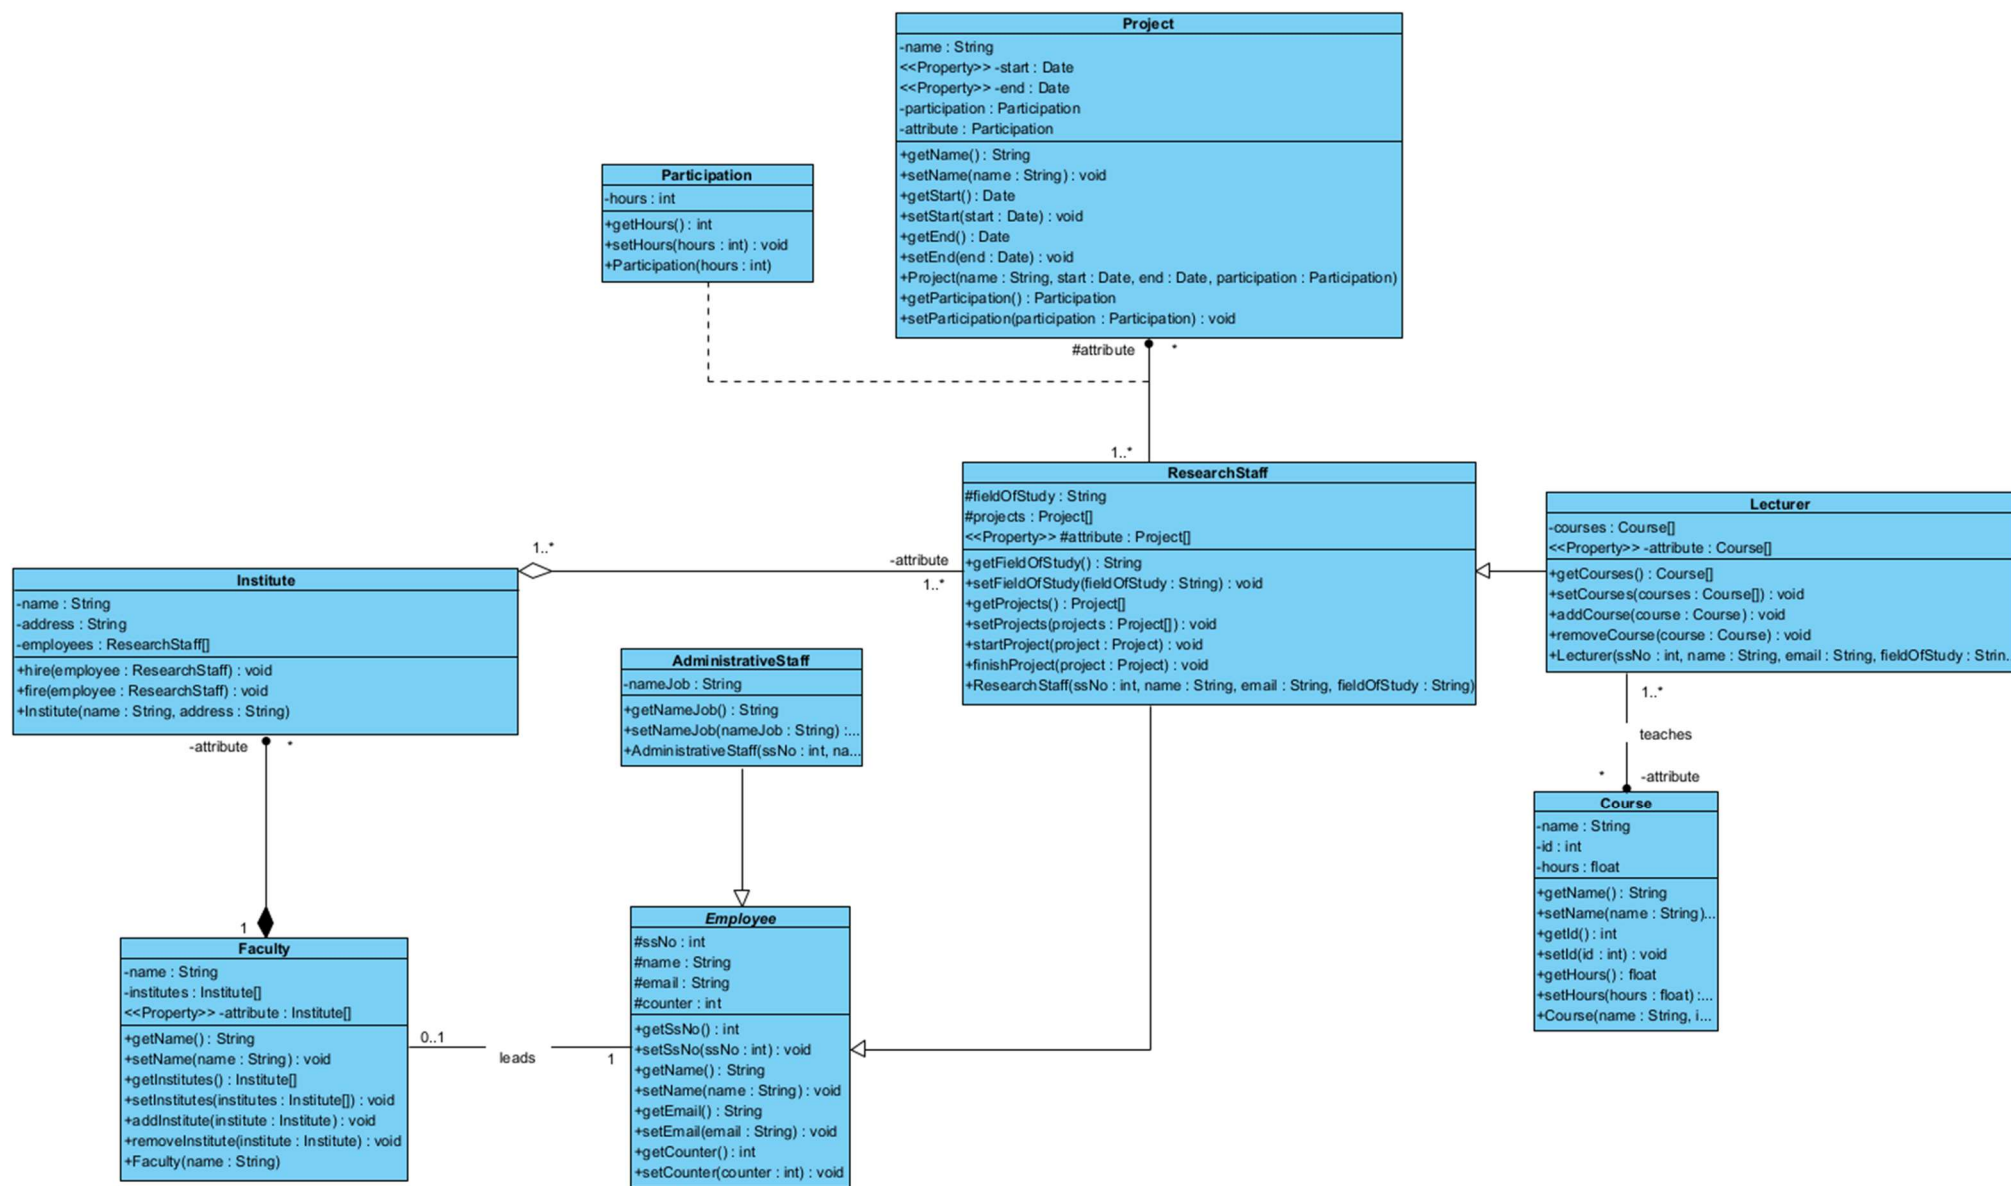 Project
-name : String
<<Property>> -start : Date
<<Property>> -end : Date
-participation : Participation
-attribute : Participation
+getName() : String
+setName(name : String) : void
+getStart() : Date
+setStart(start : Date) : void
+getEnd() : Date
+setEnd(end : Date) : void
+Project(name : String, start : Date, end : Date, participation : Participation)
+getParticipation() : Participation
+setParticipation(participation : Participation) : void
Participation
-hours : int
+getHours() : int
+setHours(hours : int) : void
+Participation(hours : int)
#attribute *
1..*
ResearchStaff
#fieldOfStudy : String
#projects : Project[]
<<Property>> #attribute : Project[]
+getFieldOfStudy() : String
+setFieldOfStudy(fieldOfStudy : String) : void
+getProjects() : Project[]
+setProjects(projects : Project[]) : void
+startProject(project : Project) : void
+finishProject(project : Project) : void
+ResearchStaff(ssNo : int, name : String, email : String, fieldOfStudy : String)
Lecturer
-courses : Course[]
<<Property>> -attribute : Course[]
+getCourses() : Course[]
+setCourses(courses : Course[]) : void
+addCourse(course : Course) : void
+removeCourse(course : Course) : void
+Lecturer(ssNo : int, name : String, email : String, fieldOfStudy : Strin...
1..*
-attribute
1..*
Institute
-name : String
-address : String
-employees : ResearchStaff[]
+hire(employee : ResearchStaff) : void
+fire(employee : ResearchStaff) : void
+Institute(name : String, address : String)
-attribute *
AdministrativeStaff
-nameJob : String
+getNameJob() : String
+setNameJob(nameJob : String) :...
+AdministrativeStaff(ssNo : int, na...
1..*
teaches
* -attribute
Course
-name : String
-id : int
-hours : float
+getName() : String
+setName(name : String)...
+getId() : int
+setId(id : int) : void
+getHours() : float
+setHours(hours : float) :...
+Course(name : String, i...
1
Faculty
-name : String
-institutes : Institute[]
<<Property>> -attribute : Institute[]
+getName() : String
+setName(name : String) : void
+getInstitutes() : Institute[]
+setInstitutes(institutes : Institute[]) : void
+addInstitute(institute : Institute) : void
+removeInstitute(institute : Institute) : void
+Faculty(name : String)
0..1
leads
1
Employee
#ssNo : int
#name : String
#email : String
#counter : int
+getSsNo() : int
+setSsNo(ssNo : int) : void
+getName() : String
+setName(name : String) : void
+getEmail() : String
+setEmail(email : String) : void
+getCounter() : int
+setCounter(counter : int) : void